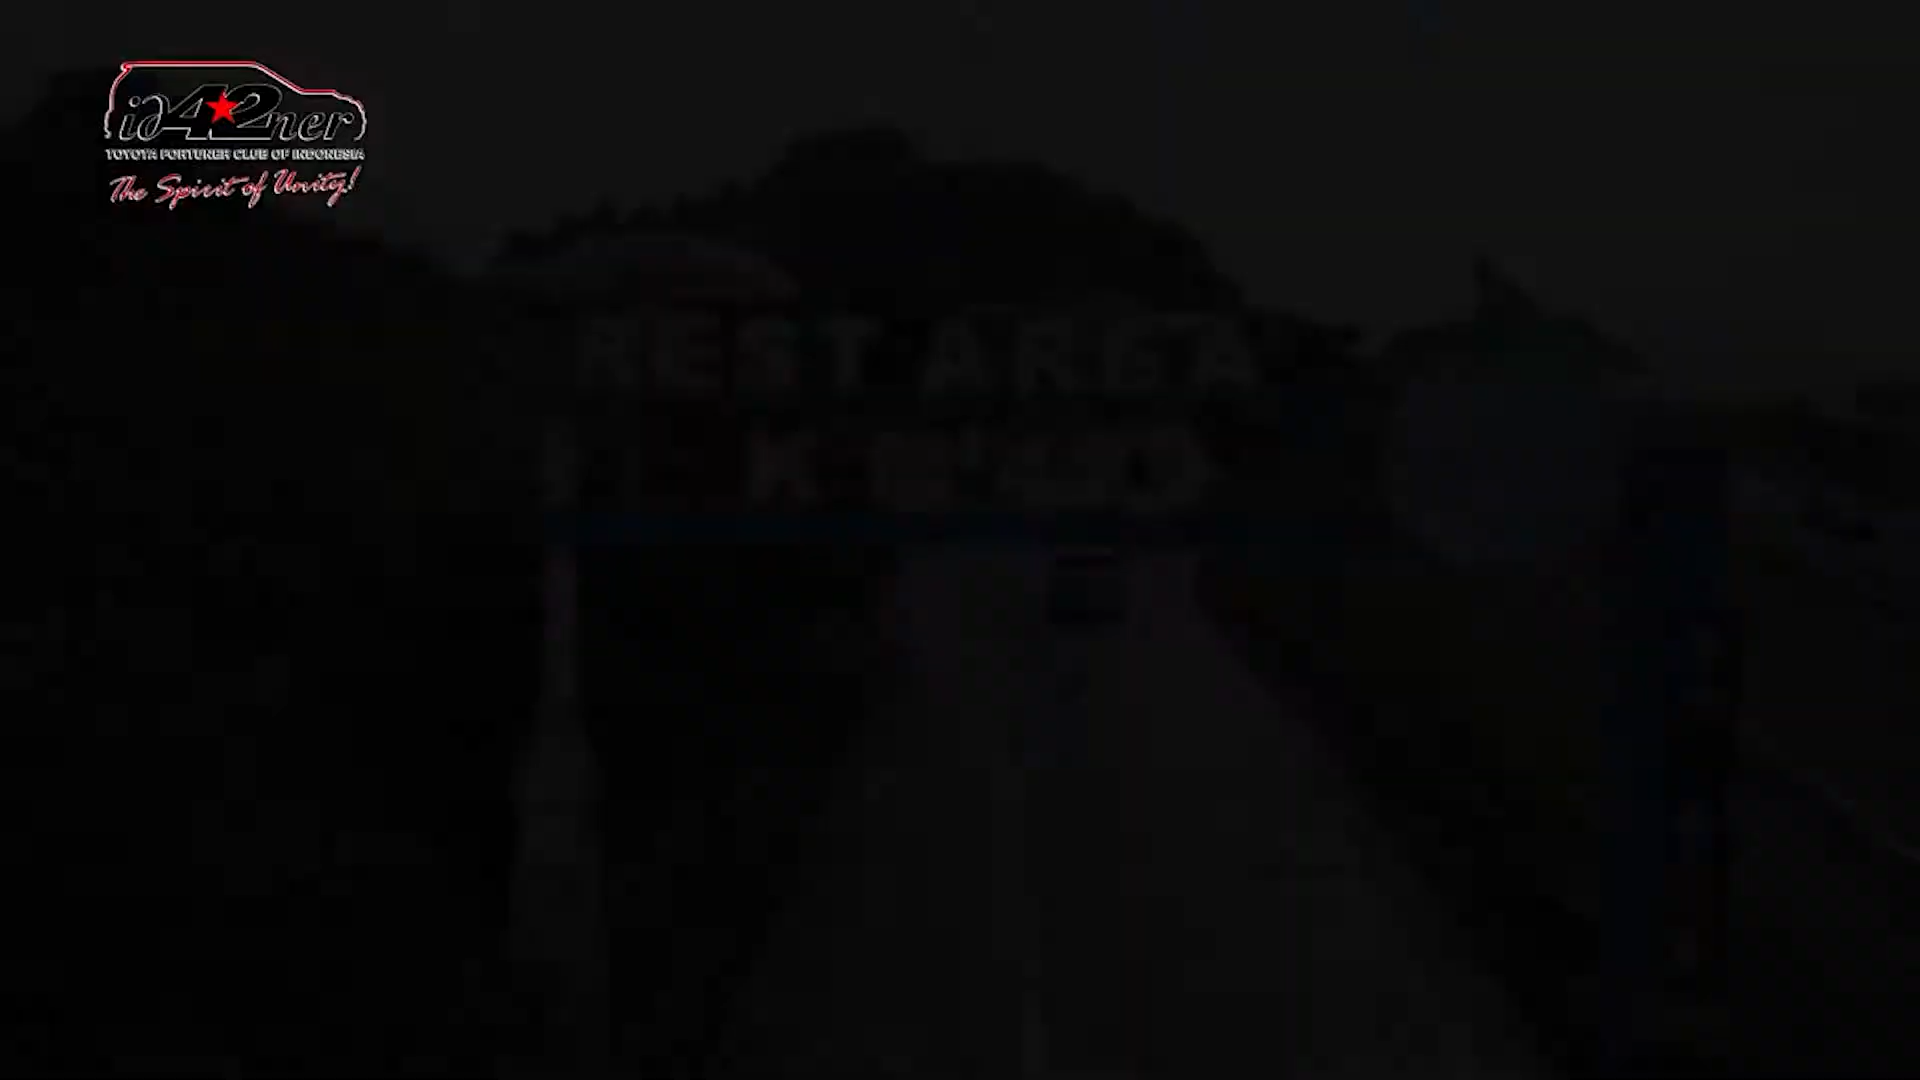 id42ner
TOYOTA FORTUNER CLUB OF INDONESIA
The Spirit of Unity!
REST AREA